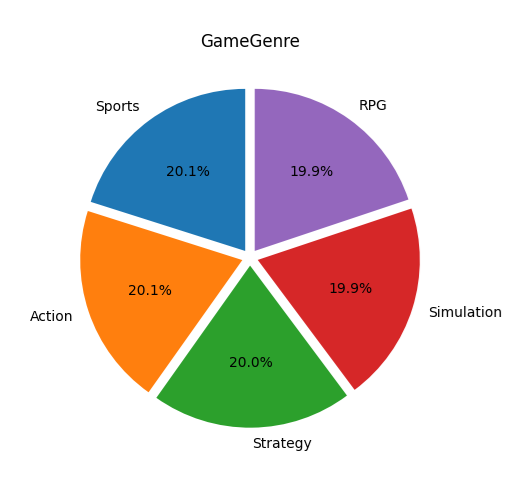 GameGenre
Sports
RPG
20.1%
19.9%
20.1%
19.9%
Action
Simulation
20.0%
Strategy